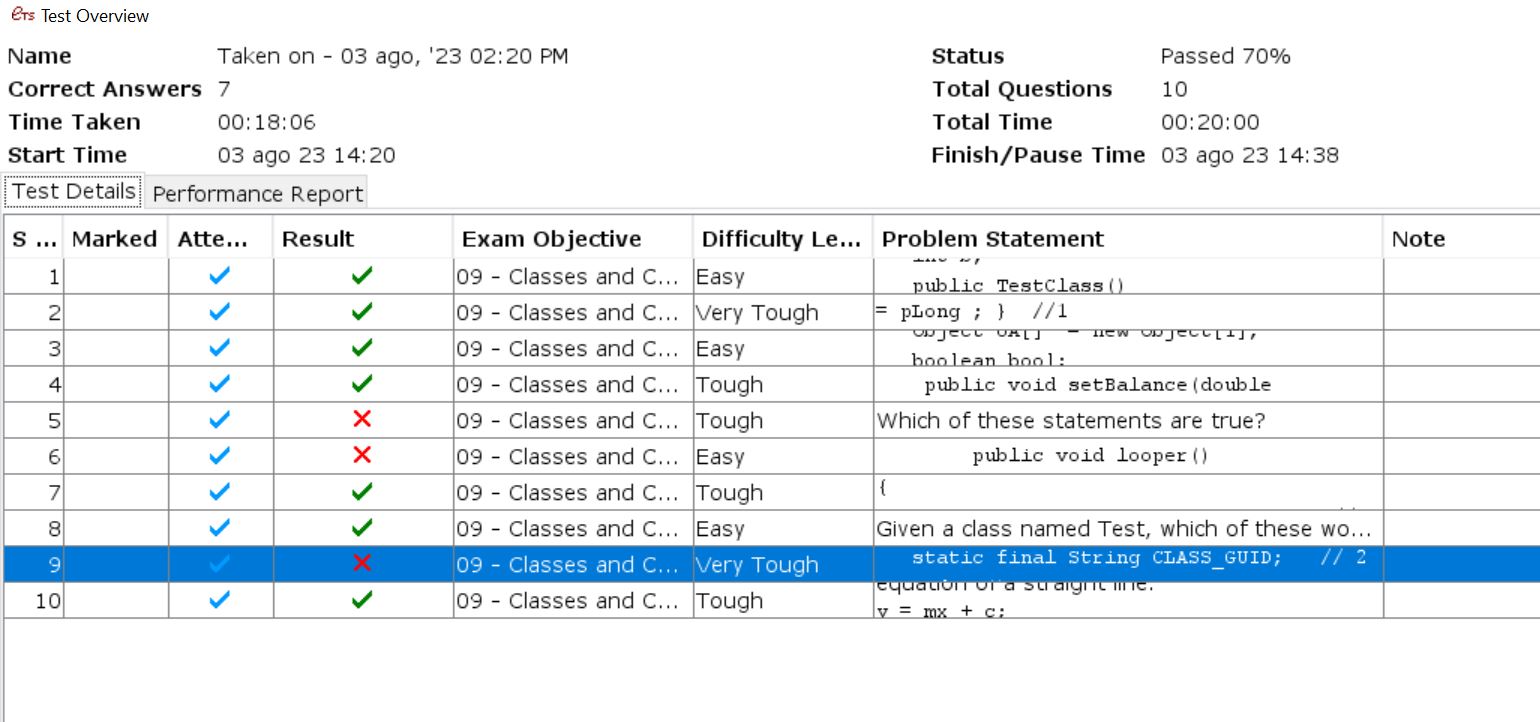 ETS Test Overview
Name Taken on - 03 ago, '23 02:20 PM Status Passed 70%
Correct Answers 7 Total Questions 10
Time Taken 00:18:06 Total Time 00:20:00
Start Time 03 ago 23 14:20 Finish/Pause Time 03 ago 23 14:38
Test Details Performance Report
S ... Marked Atte... Result Exam Objective Difficulty Le... Problem Statement Note
int b;
1 09 - Classes and C... Easy public TestClass()
2 09 - Classes and C... Very Tough = pLong ; } //1
Object oA[] = new Object[1];
3 09 - Classes and C... Easy boolean bool;
4 09 - Classes and C... Tough public void setBalance(double
5 09 - Classes and C... Tough Which of these statements are true?
6 09 - Classes and C... Easy public void looper()
7 09 - Classes and C... Tough {
8 09 - Classes and C... Easy Given a class named Test, which of these wo...
9 09 - Classes and C... Very Tough static final String CLASS_GUID; // 2
equation of a straight line.
10 09 - Classes and C... Tough y = mx + c;